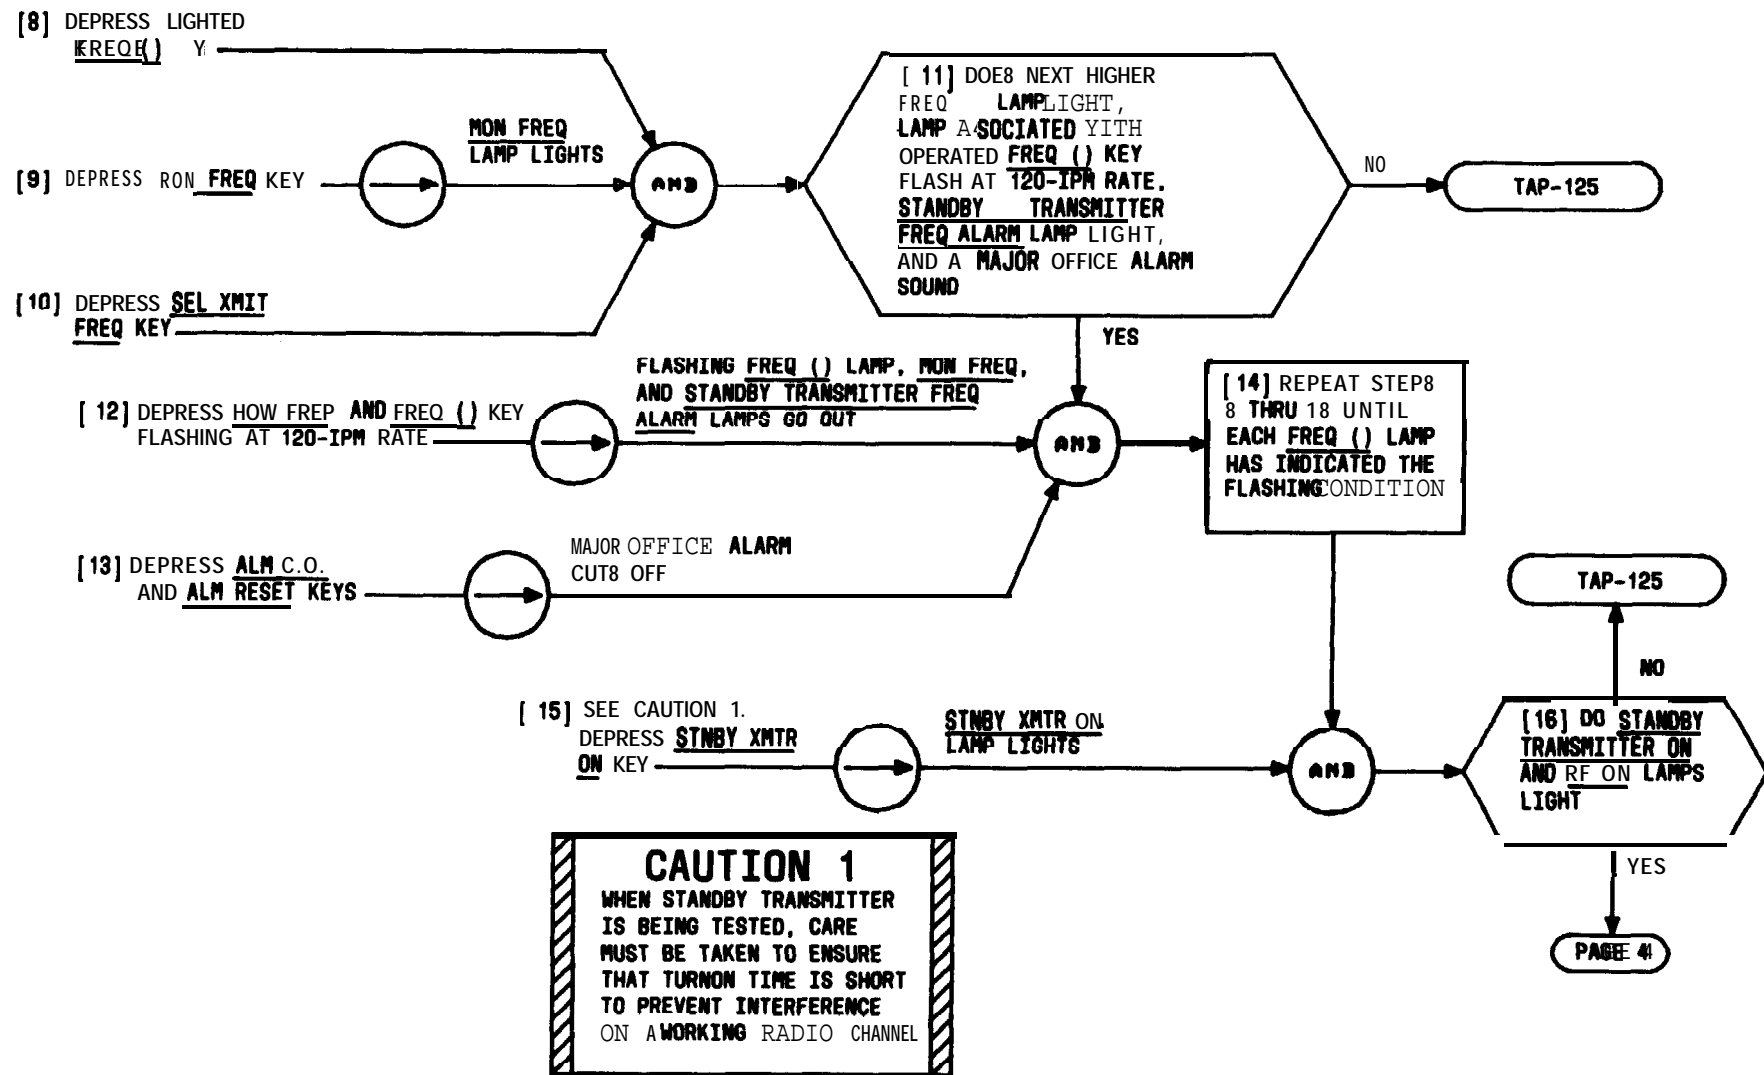 [8] DEPRESS LIGHTED
FREQ () Y
[9] DEPRESS RON FREQ KEY
MON FREQ
LAMP LIGHTS
[10] DEPRESS SEL XMIT
FREQ KEY
AND
[11] DOE8 NEXT HIGHER
FREQ LAMP LIGHT,
LAMP ASOCIATED YITH
OPERATED FREQ () KEY
FLASH AT 120-IPM RATE,
STANDBY TRANSMITTER
FREQ ALARM LAMP LIGHT,
AND A MAJOR OFFICE ALARM
SOUND
NO
TAP-125
YES
[12] DEPRESS HOW FREP AND FREQ () KEY
FLASHING AT 120-IPM RATE
FLASHING FREQ () LAMP, MON FREQ,
AND STANDBY TRANSMITTER FREQ
ALARM LAMPS GO OUT
AND
[13] DEPRESS ALM C.O.
AND ALM RESET KEYS
MAJOR OFFICE ALARM
CUT8 OFF
[14] REPEAT STEP8
8 THRU 18 UNTIL
EACH FREQ () LAMP
HAS INDICATED THE
FLASHING CONDITION
[15] SEE CAUTION 1.
DEPRESS STNBY XMTR
ON KEY
STNBY XMTR ON
LAMP LIGHTS
AND
[16] DO STANDBY
TRANSMITTER ON
AND RF ON LAMPS
LIGHT
NO
TAP-125
YES
PAGE 4
CAUTION 1
WHEN STANDBY TRANSMITTER
IS BEING TESTED, CARE
MUST BE TAKEN TO ENSURE
THAT TURNON TIME IS SHORT
TO PREVENT INTERFERENCE
ON A WORKING RADIO CHANNEL